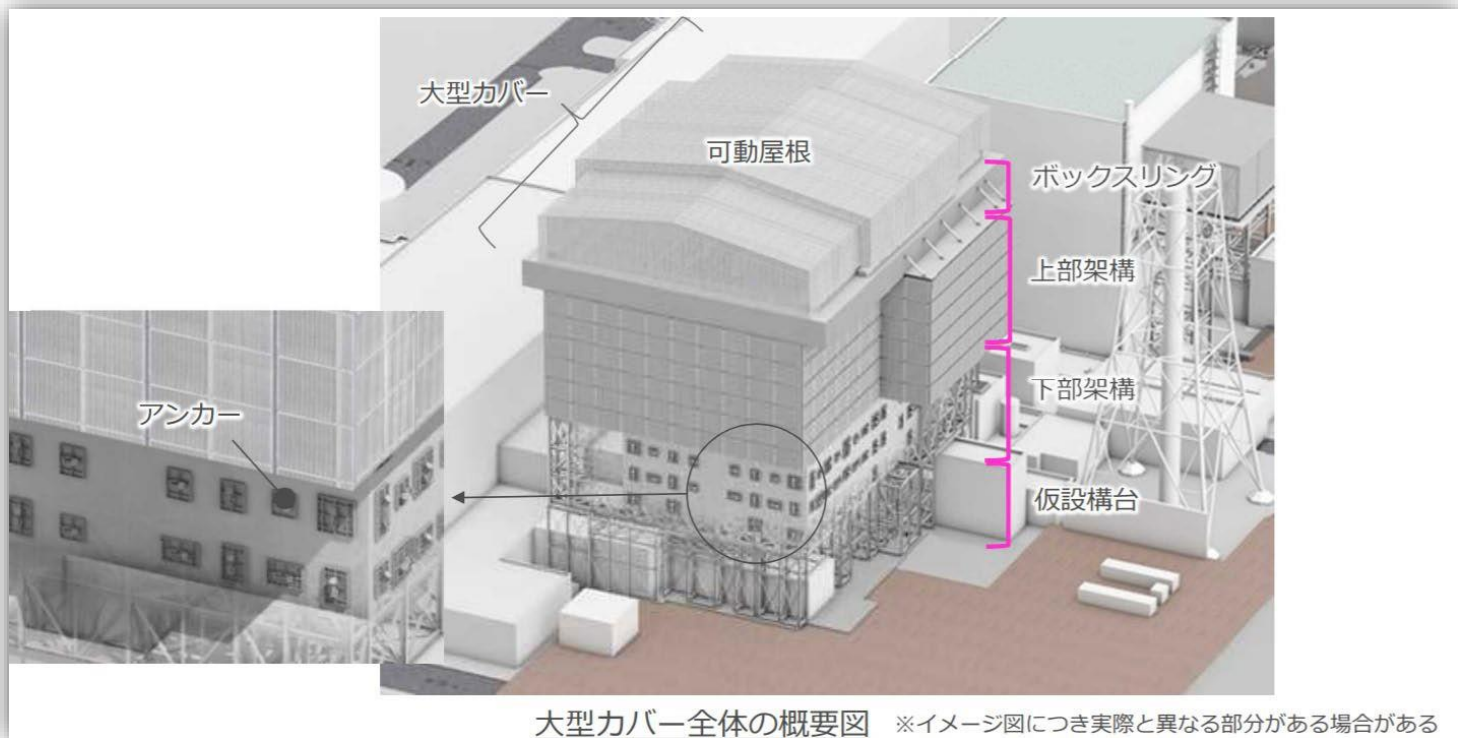 大型カバー
可動屋根
ボックスリング
上部架構
アンカー
下部架構
仮設構台
大型カバー全体の概要図 ※イメージ図につき実際と異なる部分がある場合がある